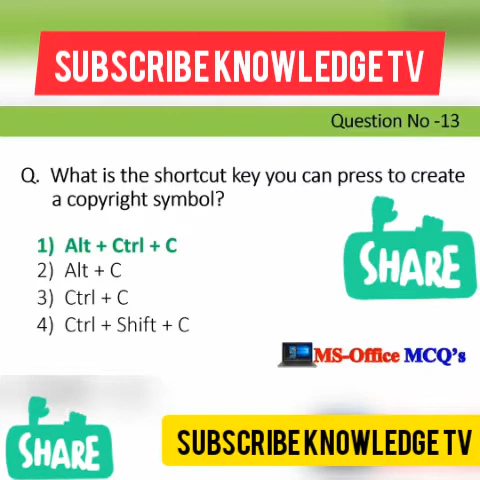 SUBSCRIBE KNOWLEDGE TV
Question No -13
Q. What is the shortcut key you can press to create
a copyright symbol?
1) Alt + Ctrl + C
2) Alt + C
3) Ctrl + C
4) Ctrl + Shift + C
SHARE
MS-Office MCQ's
SHARE
SUBSCRIBE KNOWLEDGE TV